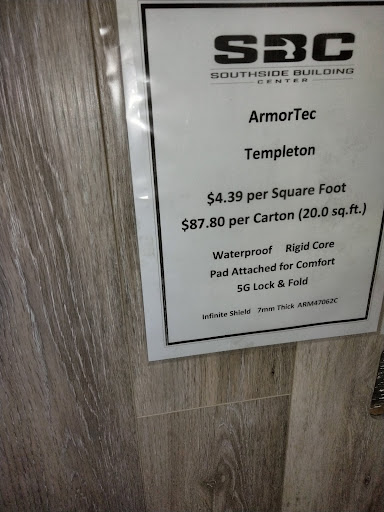 SBC
SOUTHSIDE BUILDING
CENTER
ArmorTec
Templeton
$4.39 per Square Foot
$87.80 per Carton (20.0 sq.ft.)
Waterproof Rigid Core
Pad Attached for Comfort
5G Lock & Fold
Infinite Shield 7mm Thick ARM47062C